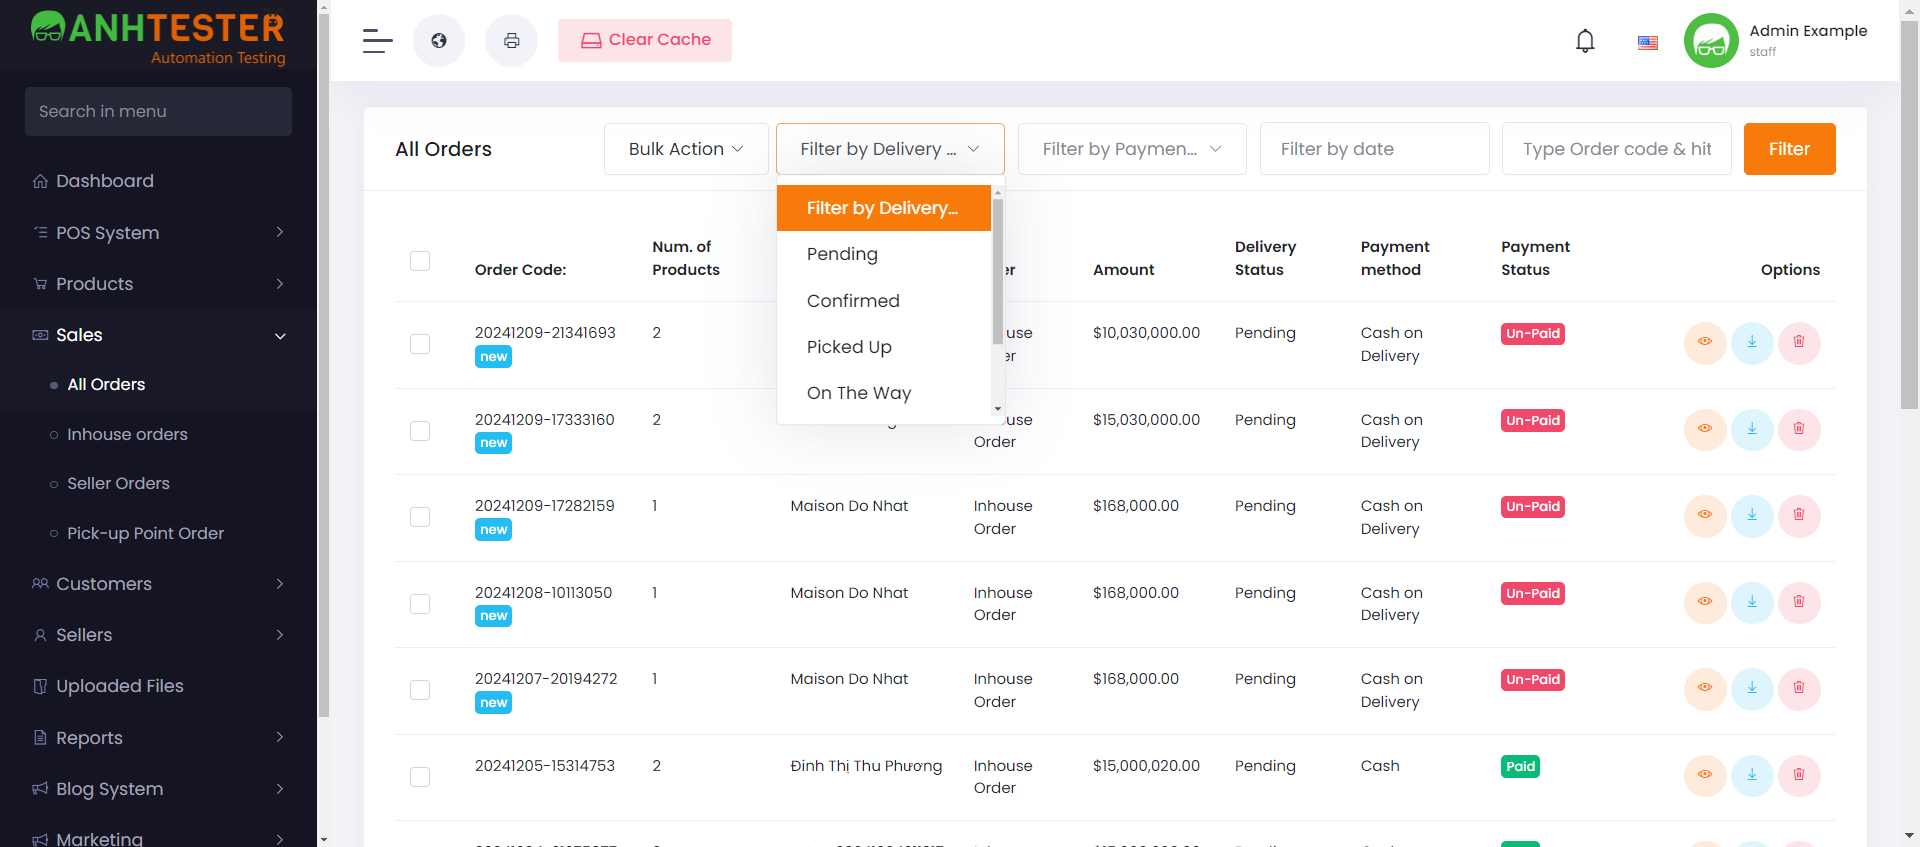 ANHTESTER
Automation Testing
Search in menu
Dashboard
POS System
Products
Sales
All Orders
Inhouse orders
Seller Orders
Pick-up Point Order
Customers
Sellers
Uploaded Files
Reports
Blog System
Marketing
Clear Cache
Admin Example
staff
All Orders
Bulk Action
Filter by Delivery ...
Filter by Paymen...
Filter by date
Type Order code & hit
Filter
Filter by Delivery...
Pending
Confirmed
Picked Up
On The Way
Order Code:
Num. of
Products
Amount
Delivery
Status
Payment
method
Payment
Status
Options
20241209-21341693
new
2
$10,030,000.00
Pending
Cash on
Delivery
Un-Paid
20241209-17333160
new
2
Order
$15,030,000.00
Pending
Cash on
Delivery
Un-Paid
20241209-17282159
new
1
Maison Do Nhat
Inhouse
Order
$168,000.00
Pending
Cash on
Delivery
Un-Paid
20241208-10113050
new
1
Maison Do Nhat
Inhouse
Order
$168,000.00
Pending
Cash on
Delivery
Un-Paid
20241207-20194272
new
1
Maison Do Nhat
Inhouse
Order
$168,000.00
Pending
Cash on
Delivery
Un-Paid
20241205-15314753
2
Đinh Thị Thu Phương
Inhouse
Order
$15,000,020.00
Pending
Cash
Paid